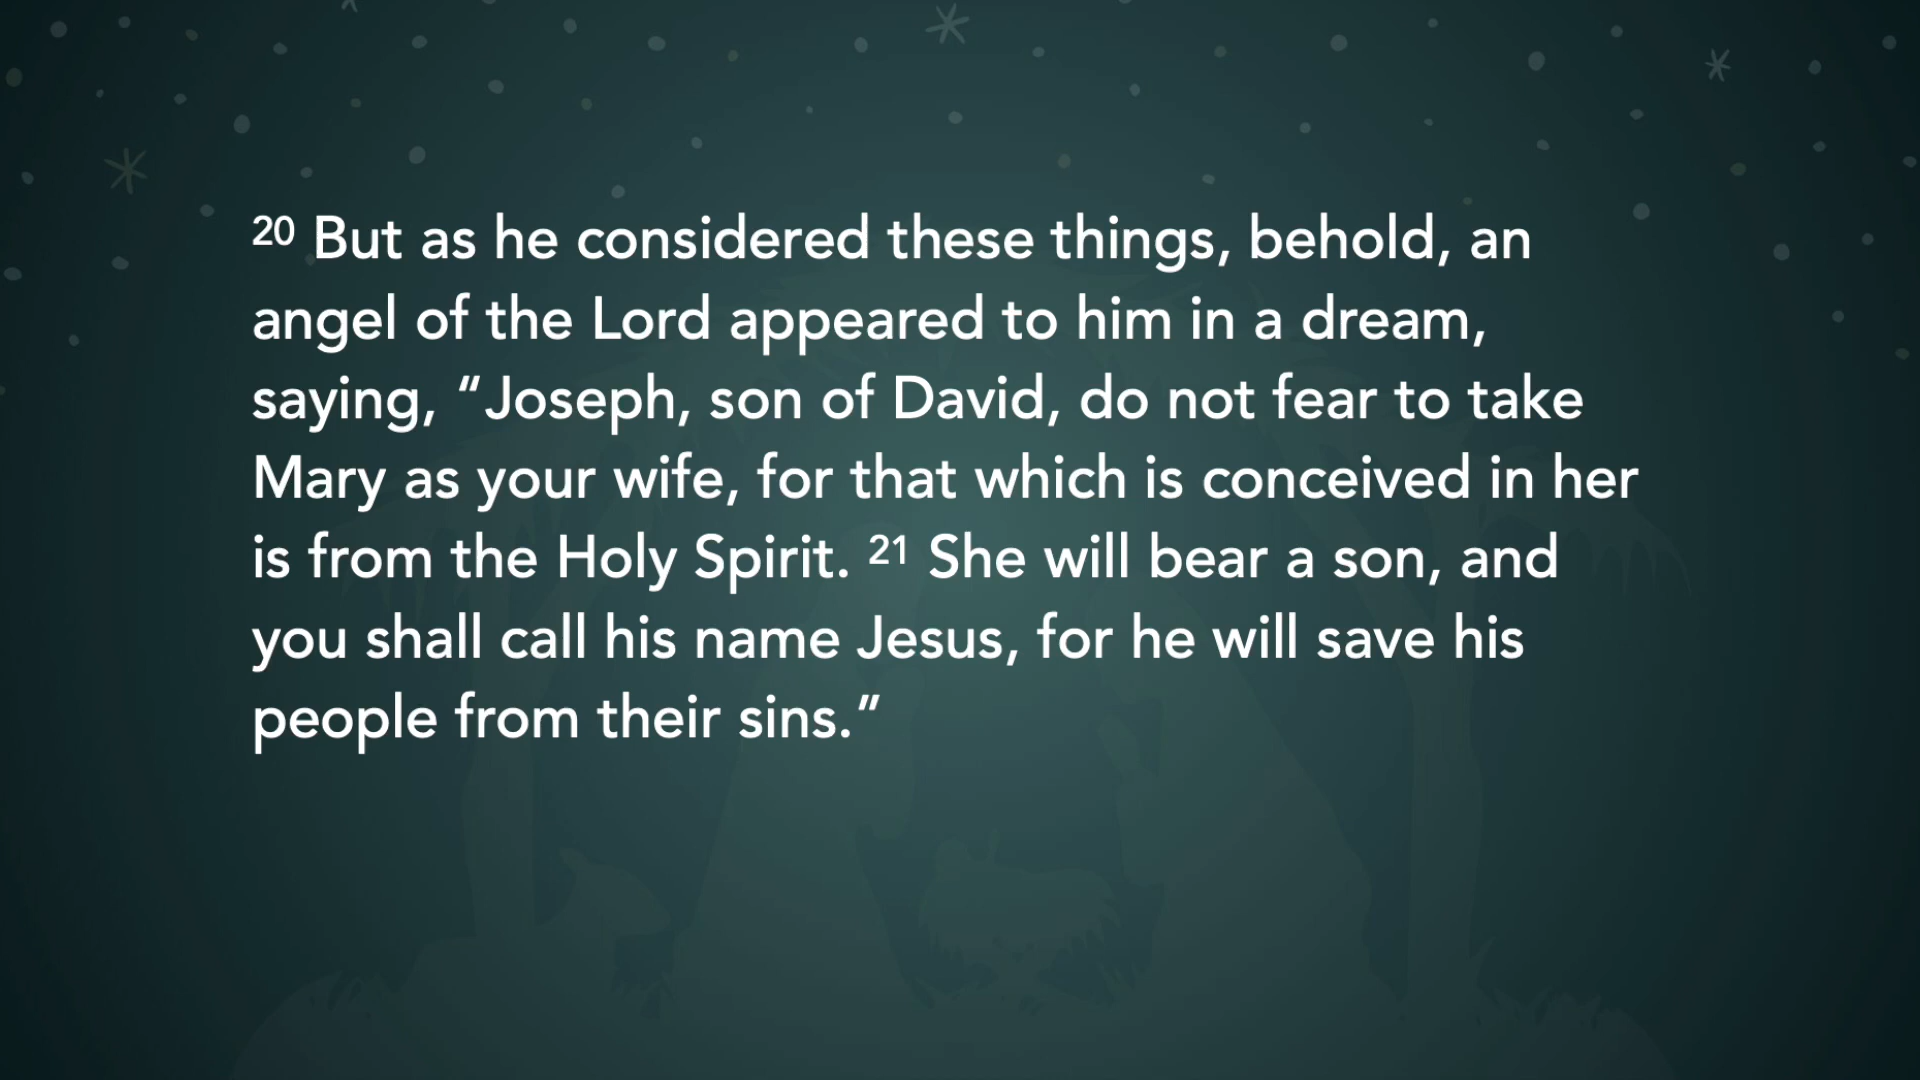 20 But as he considered these things, behold, an
angel of the Lord appeared to him in a dream,
saying, “Joseph, son of David, do not fear to take
Mary as your wife, for that which is conceived in her
is from the Holy Spirit. 21 She will bear a son, and
you shall call his name Jesus, for he will save his
people from their sins.”